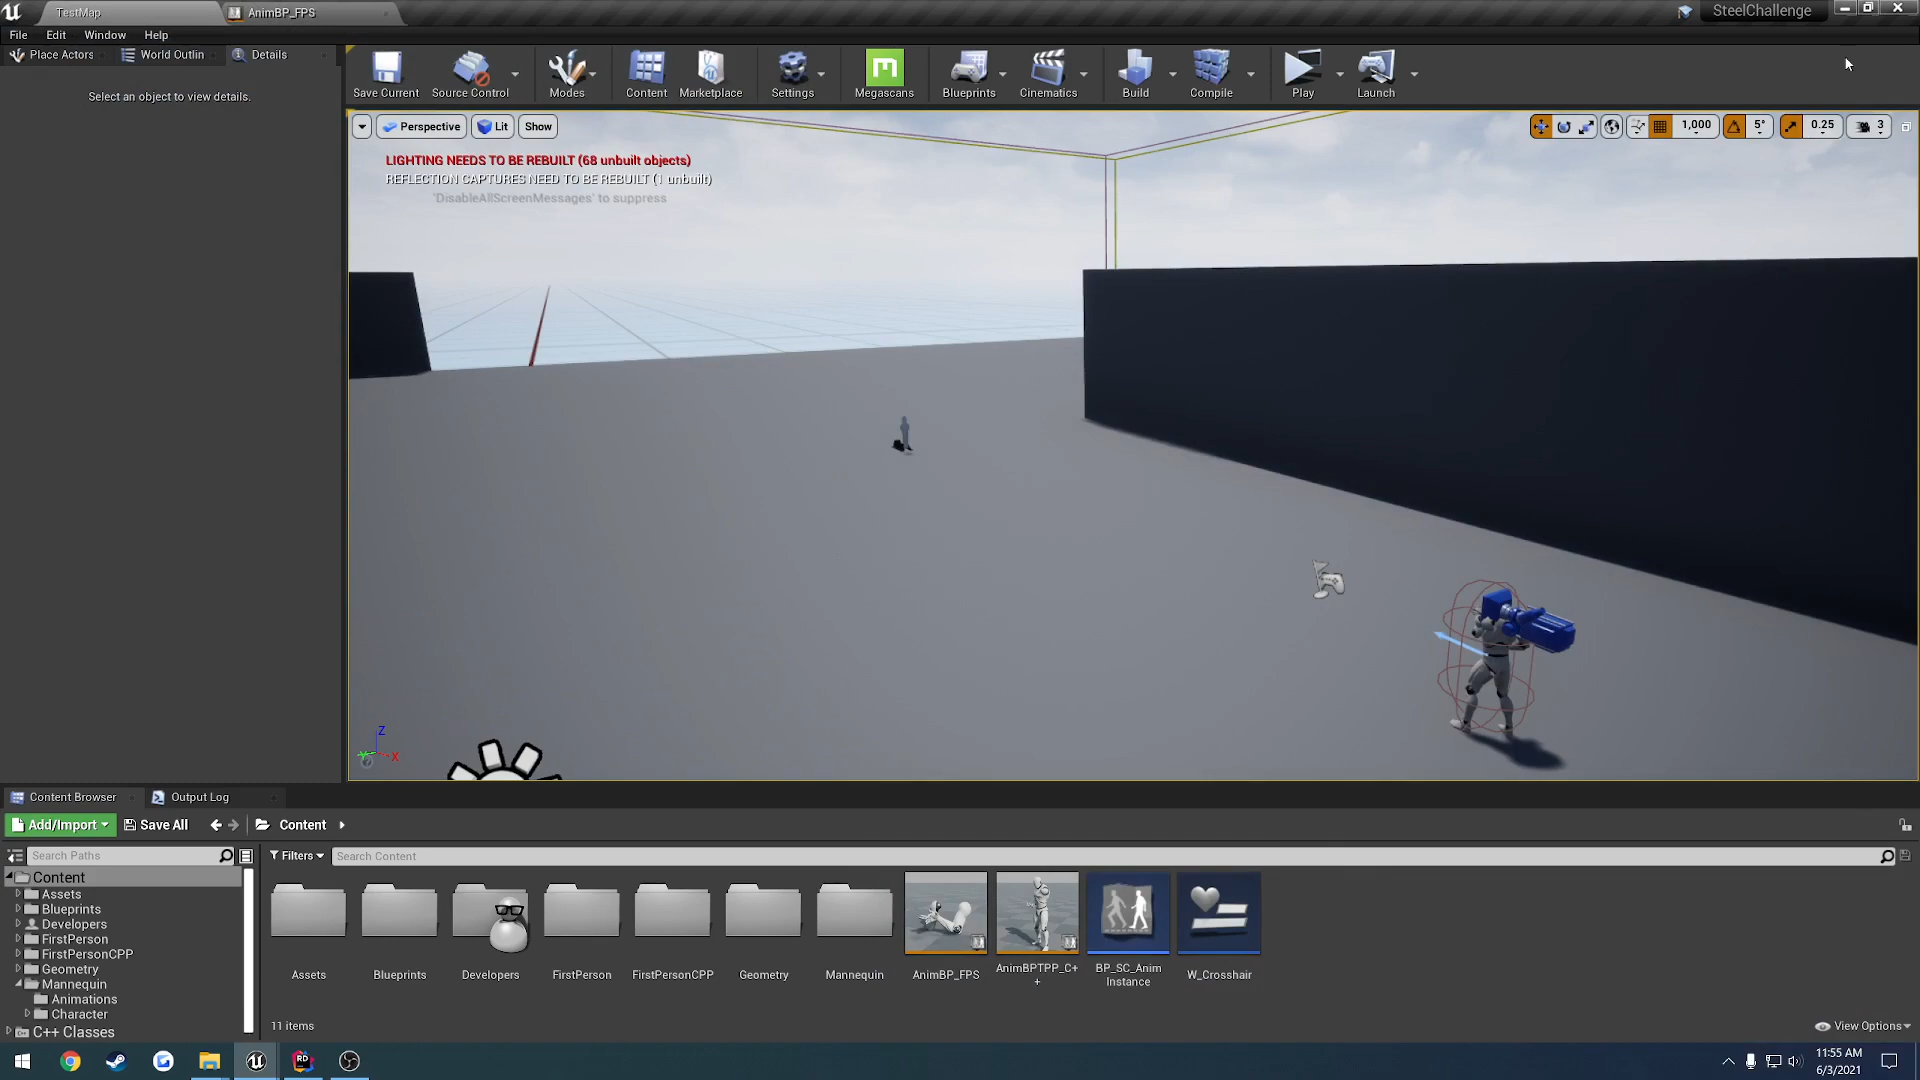 TestMap
AnimBP_FPS
SteelChallenge
File Edit Window Help
Place Actors
World Outlin
Details
Select an object to view details.
Save Current
Source Control
Modes
Content
Marketplace
Settings
Megascans
Blueprints
Cinematics
Build
Compile
Play
Launch
Perspective
Lit
Show
1,000
5°
0.25
3
LIGHTING NEEDS TO BE REBUILT (68 unbuilt objects)
REFLECTION CAPTURES NEED TO BE REBUILT (1 unbuilt)
'DisableAllScreenMessages' to suppress
Z
X
Y
Content Browser
Output Log
Add/Import
Save All
Content
Search Paths
Filters
Search Content
Content
Assets
Blueprints
Developers
FirstPerson
FirstPersonCPP
Geometry
Mannequin
Animations
Character
C++ Classes
Assets
Blueprints
Developers
FirstPerson
FirstPersonCPP
Geometry
Mannequin
AnimBP_FPS
AnimBPTPP_C+
+
BP_SC_Anim
Instance
W_Crosshair
11 items
View Options
RD
11:55 AM
6/3/2021